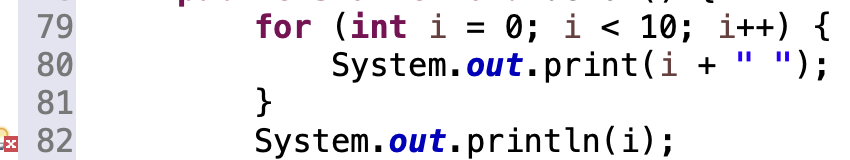 79 for (int i = 0; i < 10; i++) {
80 System.out.print(i + " ");
81 }
82 System.out.println(i);